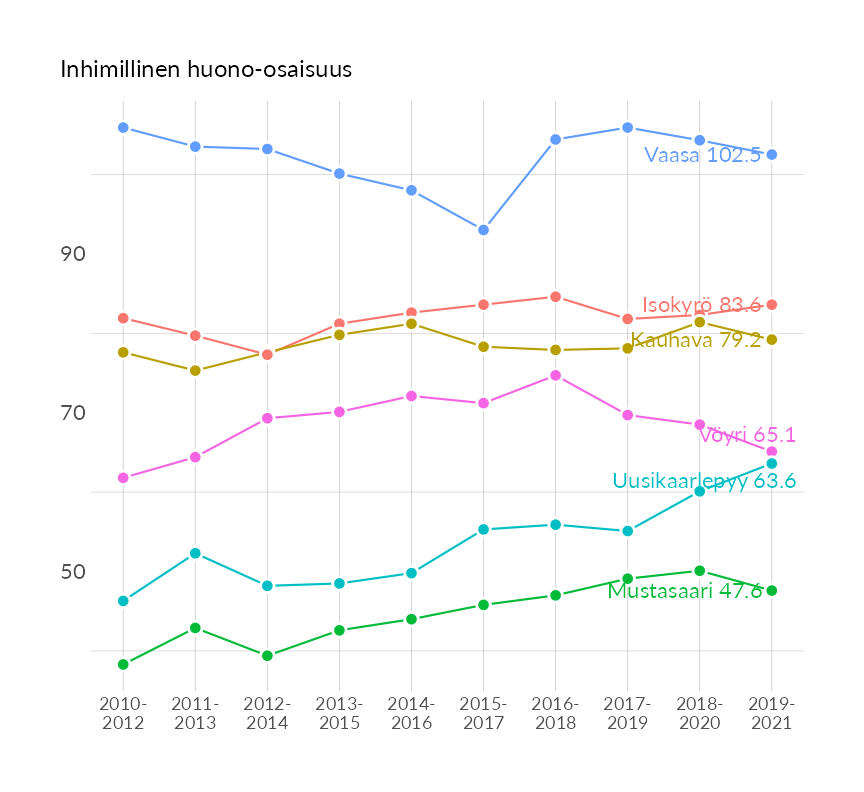 Inhimillinen huono-osaisuus
Vaasa 102.5
90
Isokyrö 83.6
Kauhava 79.2
70
Vöyri 65.1
Uusikaarlepyy 63.6
50
Mustasaari 47.6
2010- 2011- 2012- 2013- 2014- 2015- 2016- 2017- 2018- 2019-
2012 2013 2014 2015 2016 2017 2018 2019 2020 2021